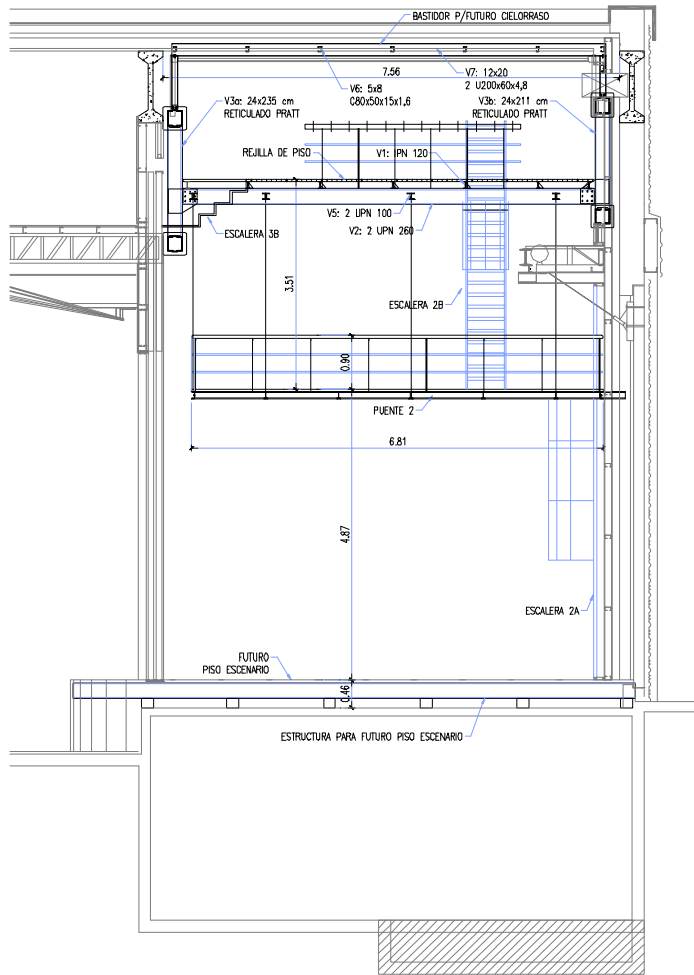 BASTIDOR P/FUTURO CIELORRASO
7.56
V6: 5x8
C80x50x15x1,6
V7: 12x20
2 U200x60x4,8
V3a: 24x235 cm
RETICULADO PRATT
V3b: 24x211 cm
RETICULADO PRATT
REJILLA DE PISO
V1: IPN 120
V5: 2 UPN 100
V2: 2 UPN 260
ESCALERA 3B
3.51
ESCALERA 2B
0.90
PUENTE 2
6.81
4.87
ESCALERA 2A
FUTURO
PISO ESCENARIO
0.46
ESTRUCTURA PARA FUTURO PISO ESCENARIO